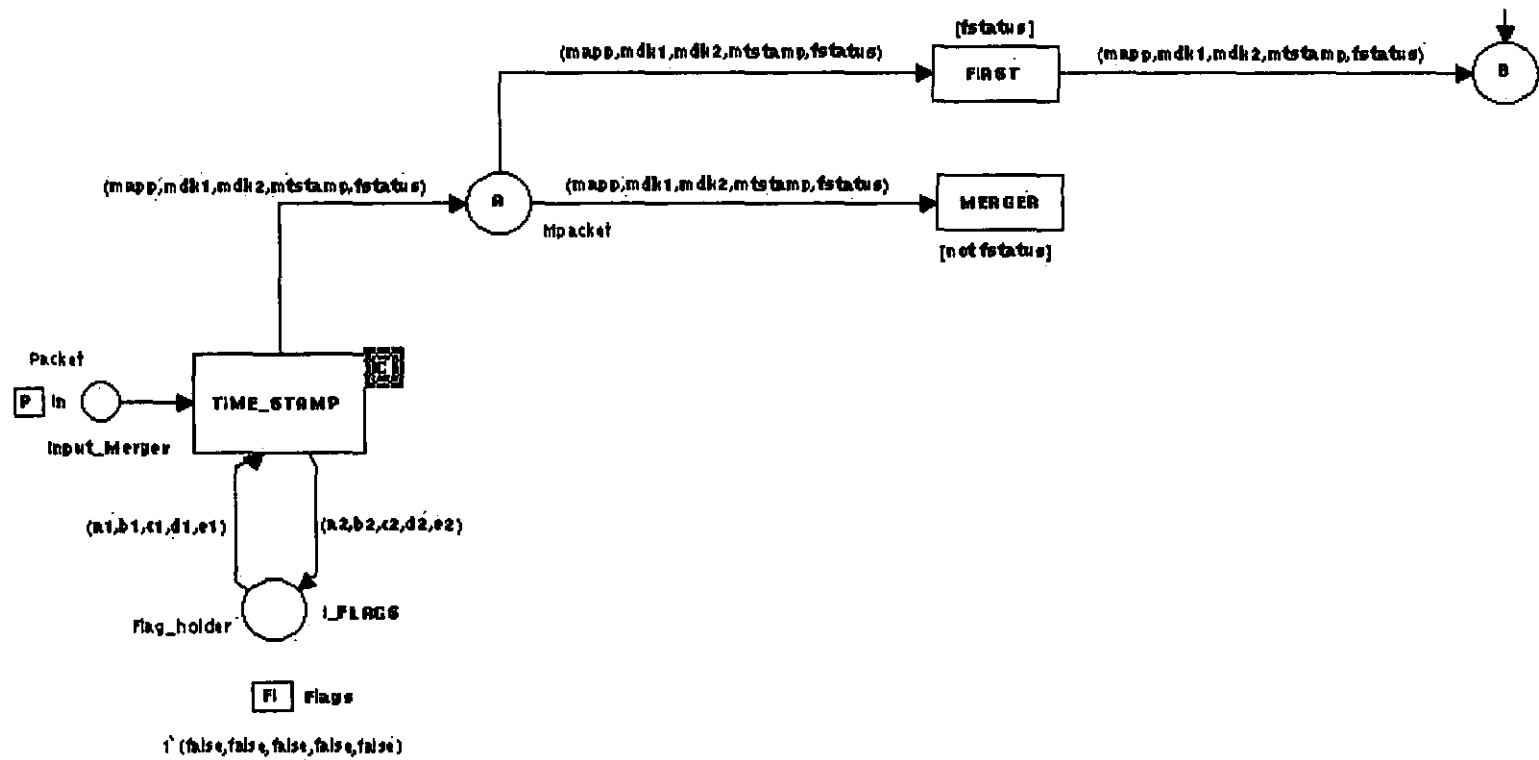 [fstatus]
(mapp,mdk1,mdk2,mtstamp,fstatus)
FIRST
(mapp,mdk1,mdk2,mtstamp,fstatus)
B
(mapp,mdk1,mdk2,mtstamp,fstatus)
A
(mapp,mdk1,mdk2,mtstamp,fstatus)
MERGER
Mpacket
[not fstatus]
Packet
C
P In
TIME_STAMP
Input_Merger
(a1,b1,c1,d1,e1)
(a2,b2,c2,d2,e2)
Flag_holder
I_FLAGS
FI Flags
1`(false,false,false,false,false)